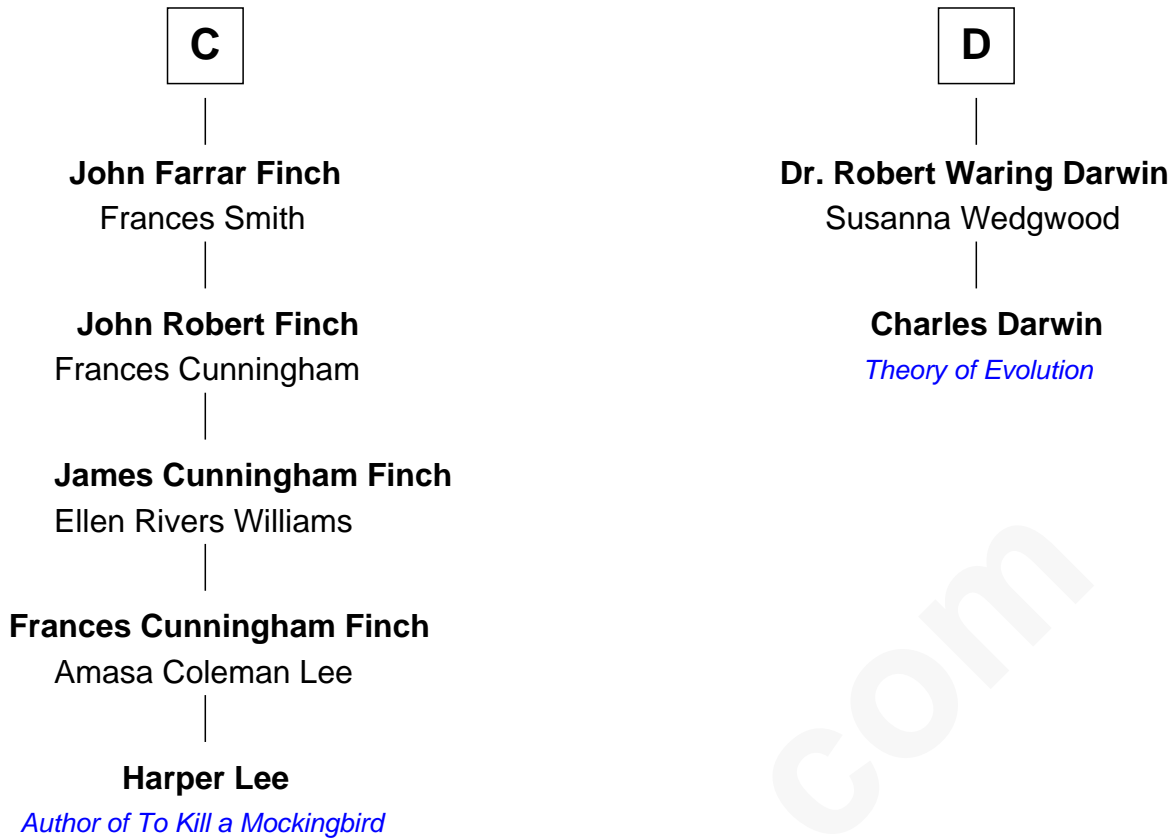 C
John Farrar Finch
Frances Smith
John Robert Finch
Frances Cunningham
James Cunningham Finch
Ellen Rivers Williams
Frances Cunningham Finch
Amasa Coleman Lee
Harper Lee
Author of To Kill a Mockingbird
D
Dr. Robert Waring Darwin
Susanna Wedgwood
Charles Darwin
Theory of Evolution
com